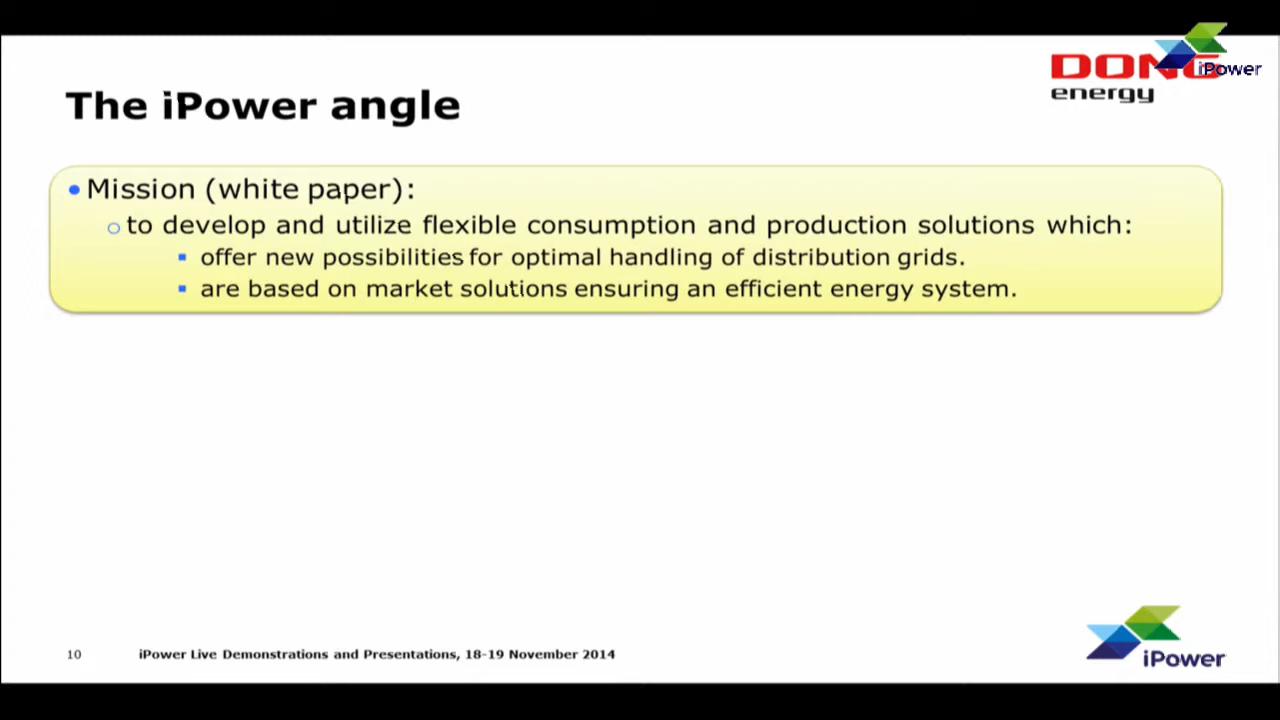 DONG
energy
iPower
The iPower angle
Mission (white paper):
to develop and utilize flexible consumption and production solutions which:
offer new possibilities for optimal handling of distribution grids.
are based on market solutions ensuring an efficient energy system.
10 iPower Live Demonstrations and Presentations, 18-19 November 2014
iPower